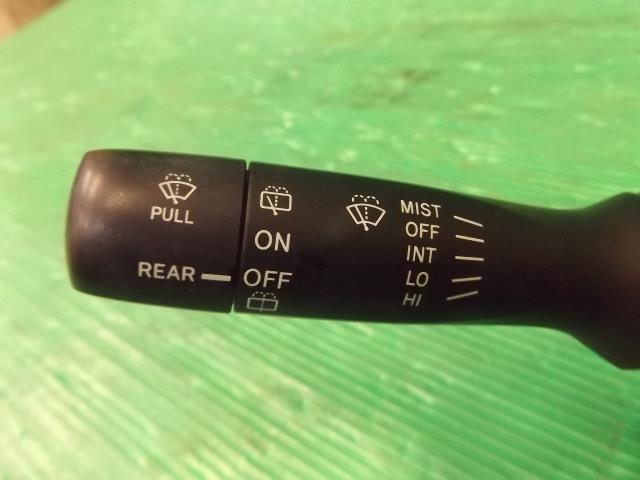 PULL
REAR
ON
OFF
MIST
OFF
INT
LO
HI